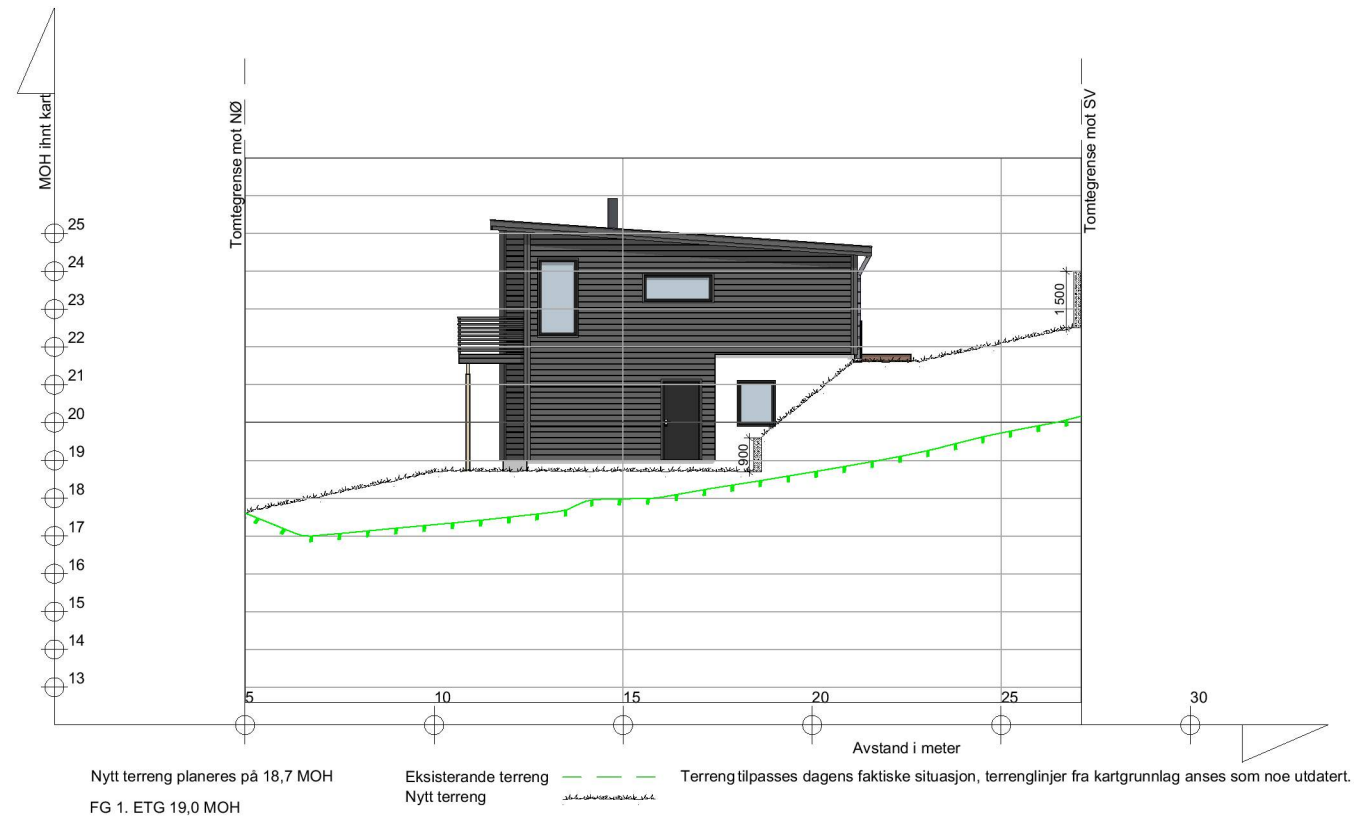 MOH ihnt kart
Tomtegrense mot NØ
Tomtegrense mot SV
25
24
23
22
21
20
19
18
17
16
15
14
13
1 500
900
5
10
15
20
25
30
Avstand i meter
Nytt terreng planeres på 18,7 MOH
FG 1. ETG 19,0 MOH
Eksisterande terreng
Nytt terreng
Terreng tilpasses dagens faktiske situasjon, terrenglinjer fra kartgrunnlag anses som noe utdatert.